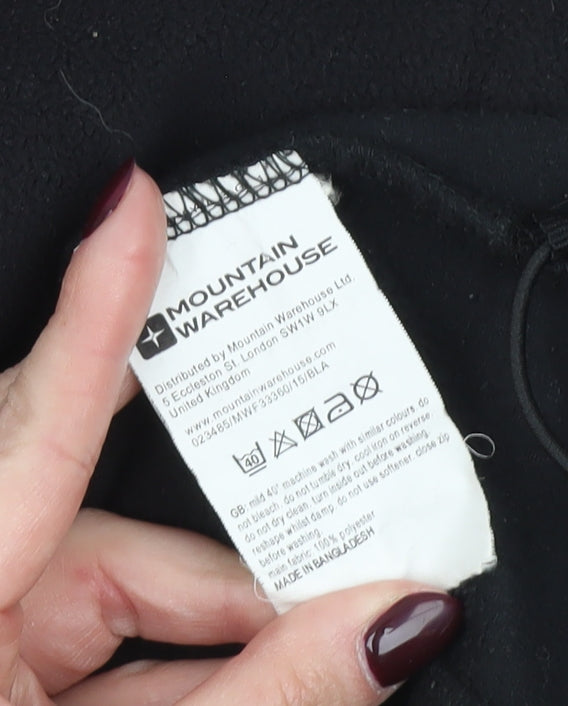 MOUNTAIN
WAREHOUSE
Distributed by Mountain Warehouse Ltd.
5 Eccleston St. London SW1W 9LX
United Kingdom
www.mountainwarehouse.com
023485/MWF33360/15/BLA
40
GB: mild 40° machine wash with similar colours. do
not bleach. do not tumble dry. cool iron on reverse.
do not dry clean. turn inside out before washing.
reshape whilst damp. do not use softener. close zip
before washing.
main fabric: 100% polyester
MADE IN BANGLADESH